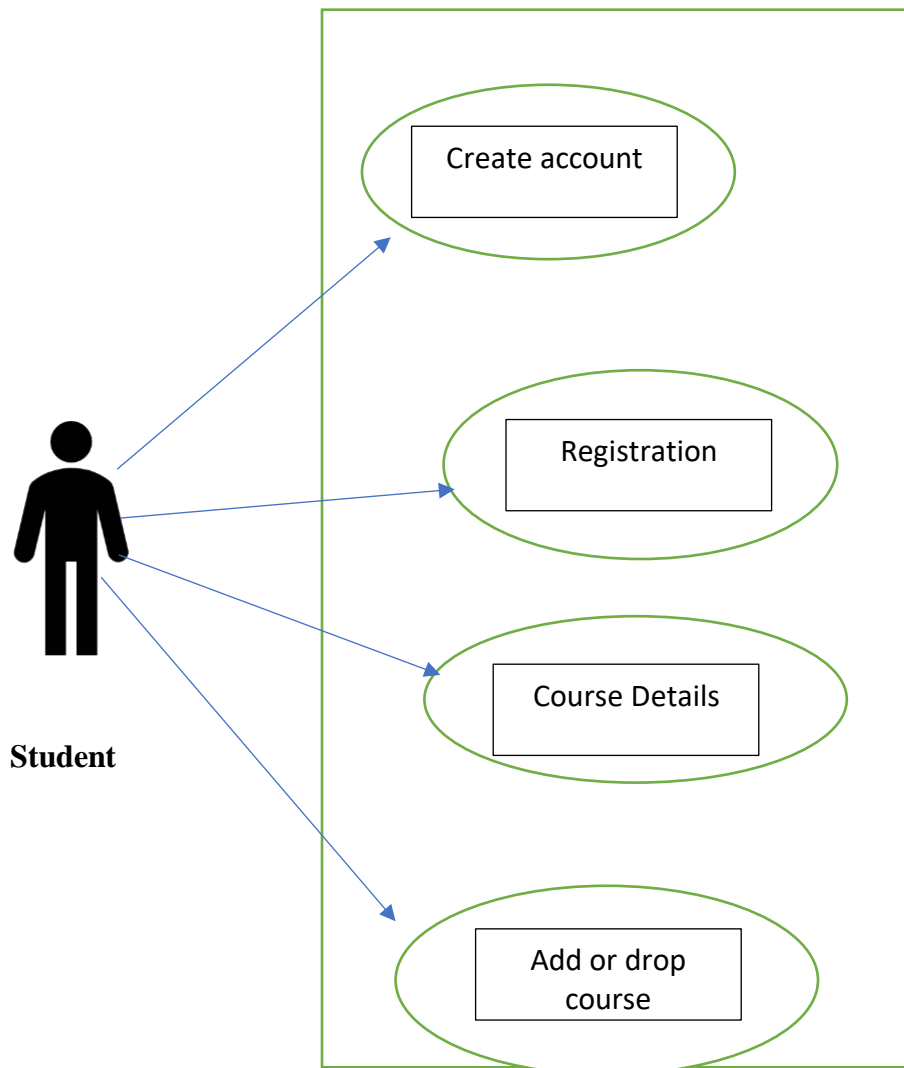 Create account
Registration
Course Details
Student
Add or drop
course